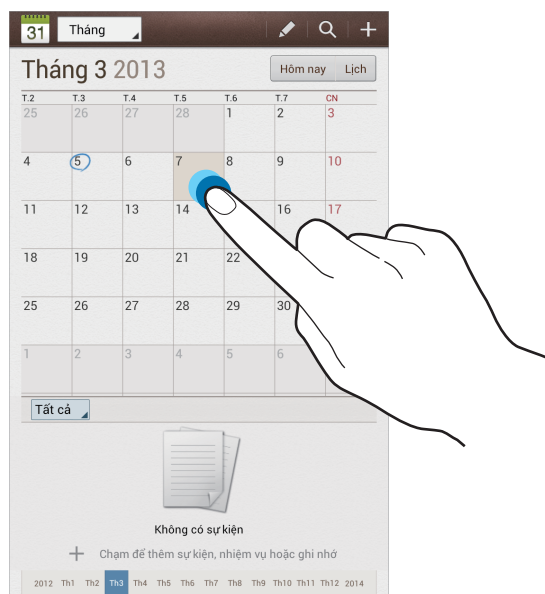 31 Tháng
Tháng 3 2013 Hôm nay Lịch
T.2 T.3 T.4 T.5 T.6 T.7 CN
25 26 27 28 1 2 3
4 5 6 7 8 9 10
11 12 13 14 16 17
18 19 20 21 22
25 26 27 28 29 30
1 2 3 4 5 6
Tất cả
Không có sự kiện
Chạm để thêm sự kiện, nhiệm vụ hoặc ghi nhớ
2012 Th1 Th2 Th3 Th4 Th5 Th6 Th7 Th8 Th9 Th10 Th11 Th12 2014